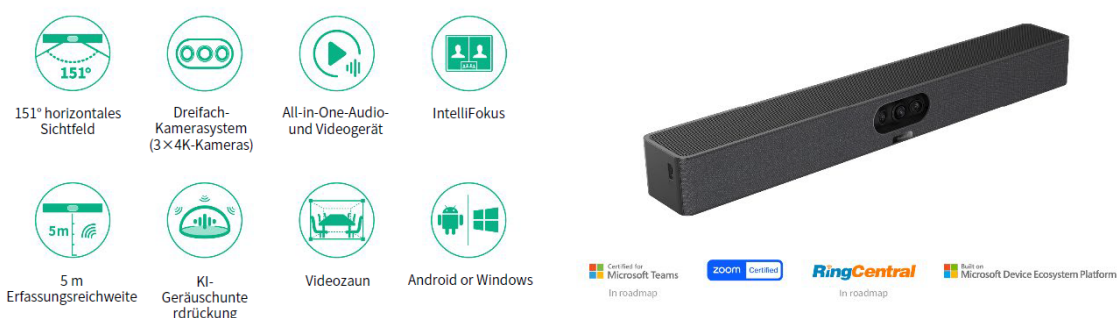 151°
151° horizontales
Sichtfeld
Dreifach-
Kamerasystem
(3×4K-Kameras)
All-in-One-Audio-
und Videogerät
IntelliFokus
5m
5 m
Erfassungsreichweite
KI-
Geräuschunte
rdrückung
Videozaun
Android or Windows
Certified for
Microsoft Teams
In roadmap
zoom Certified
RingCentral
In roadmap
Built on
Microsoft Device Ecosystem Platform